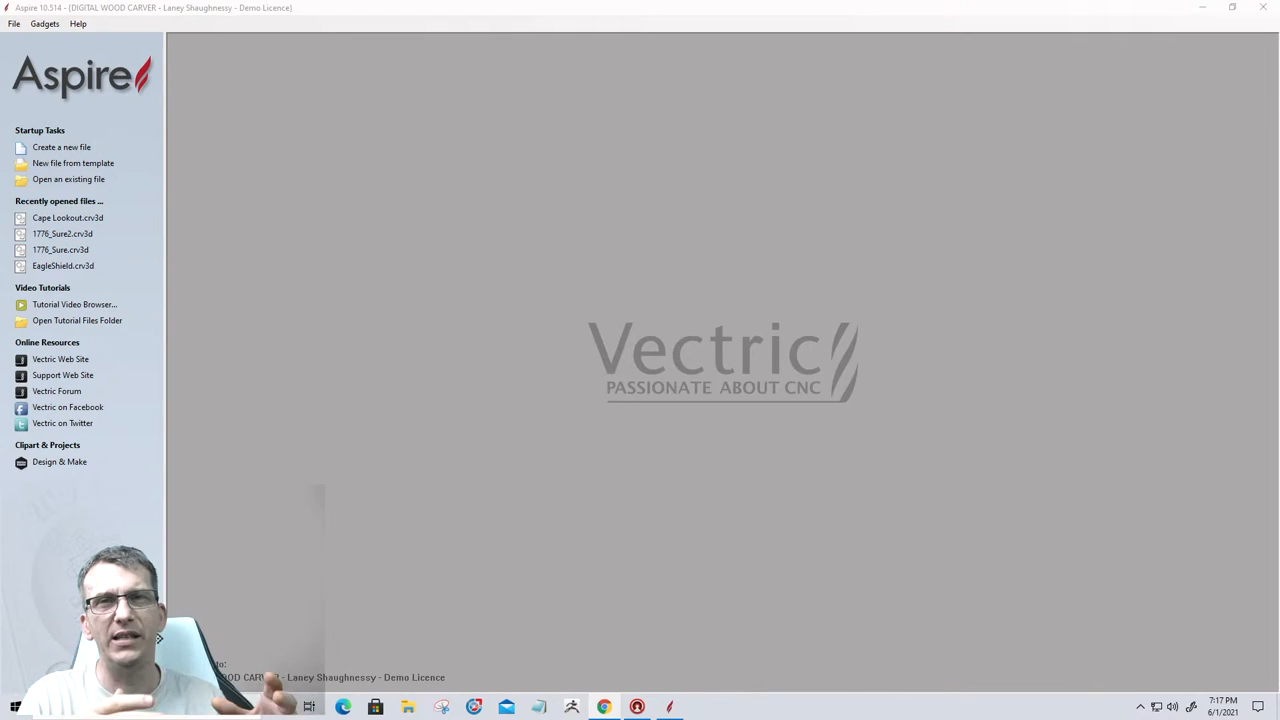 Aspire 10.514 - {DIGITAL WOOD CARVER - Laney Shaughnessy - Demo Licence}
File Gadgets Help
Aspire
Startup Tasks
Create a new file
New file from template
Open an existing file
Recently opened files ...
Cape Lookout.crv3d
1776_Sure2.crv3d
1776_Sure.crv3d
EagleShield.crv3d
Video Tutorials
Tutorial Video Browser...
Open Tutorial Files Folder
Online Resources
Vectric Web Site
Support Web Site
Vectric Forum
Vectric on Facebook
Vectric on Twitter
Clipart & Projects
Design & Make
Vectric
PASSIONATE ABOUT CNC
to:
OOD CARVER - Laney Shaughnessy - Demo Licence
7:17 PM
6/1/2021